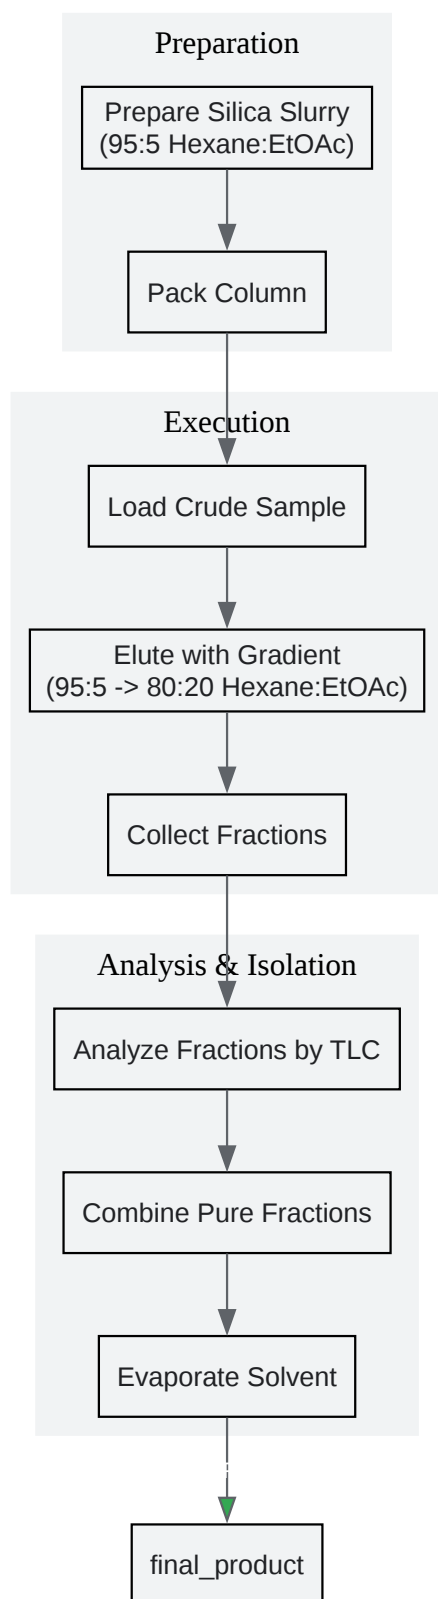 Preparation
Prepare Silica Slurry
(95:5 Hexane:EtOAc)
Pack Column
Execution
Load Crude Sample
Elute with Gradient
(95:5 -> 80:20 Hexane:EtOAc)
Collect Fractions
Analysis & Isolation
Analyze Fractions by TLC
Combine Pure Fractions
Evaporate Solvent
final_product